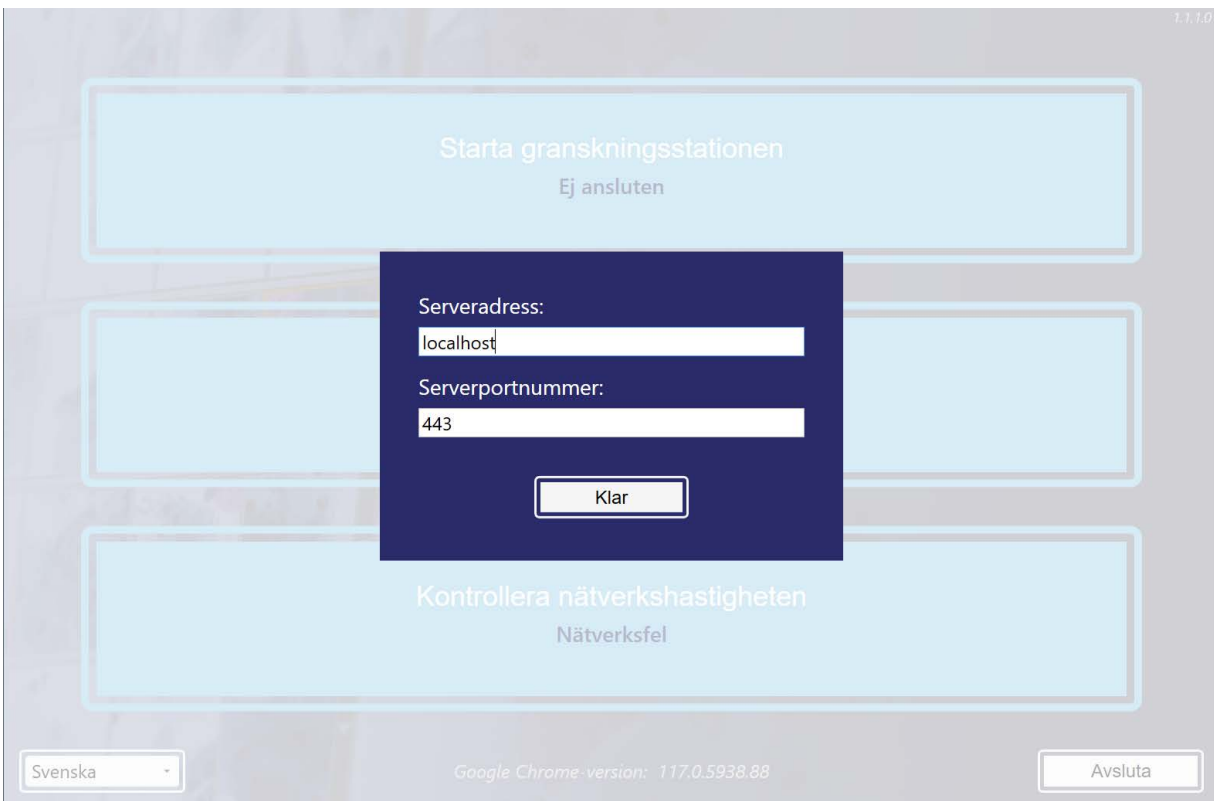 1.1.1.0
Starta granskningsstationen
Ej ansluten
Serveradress:
localhost
Serverportnummer:
443
Klar
Kontrollera nätverkshastigheten
Nätverksfel
Svenska
Google Chrome-version: 117.0.5938.88
Avsluta